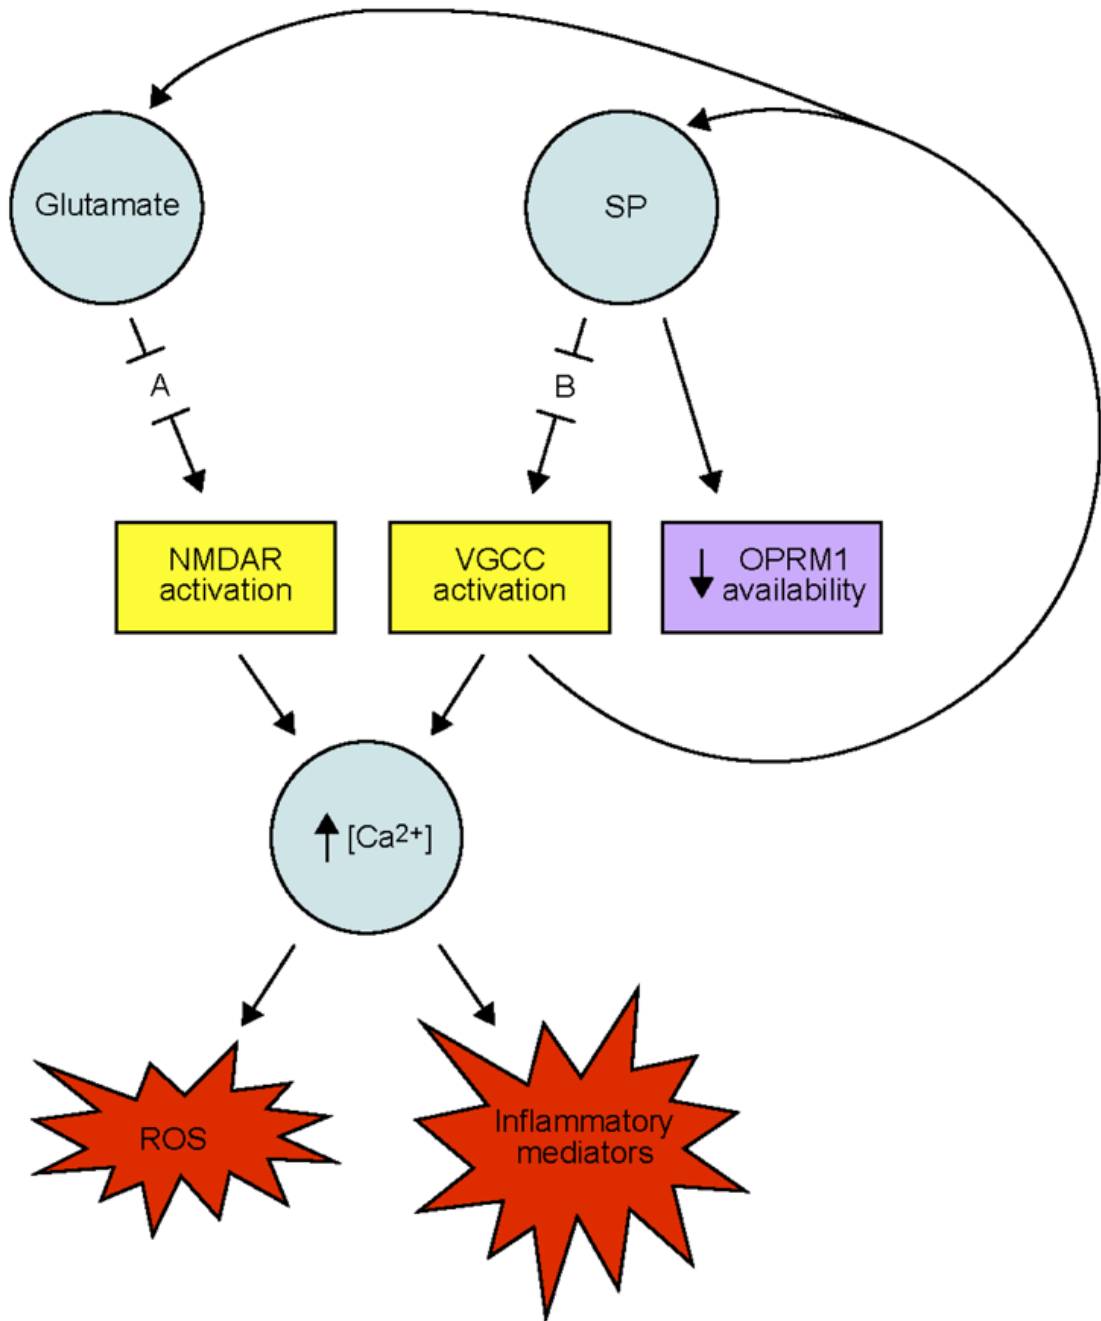 Glutamate
SP
A
B
NMDAR
activation
VGCC
activation
↓ OPRM1
availability
↑ [Ca²⁺]
ROS
Inflammatory
mediators